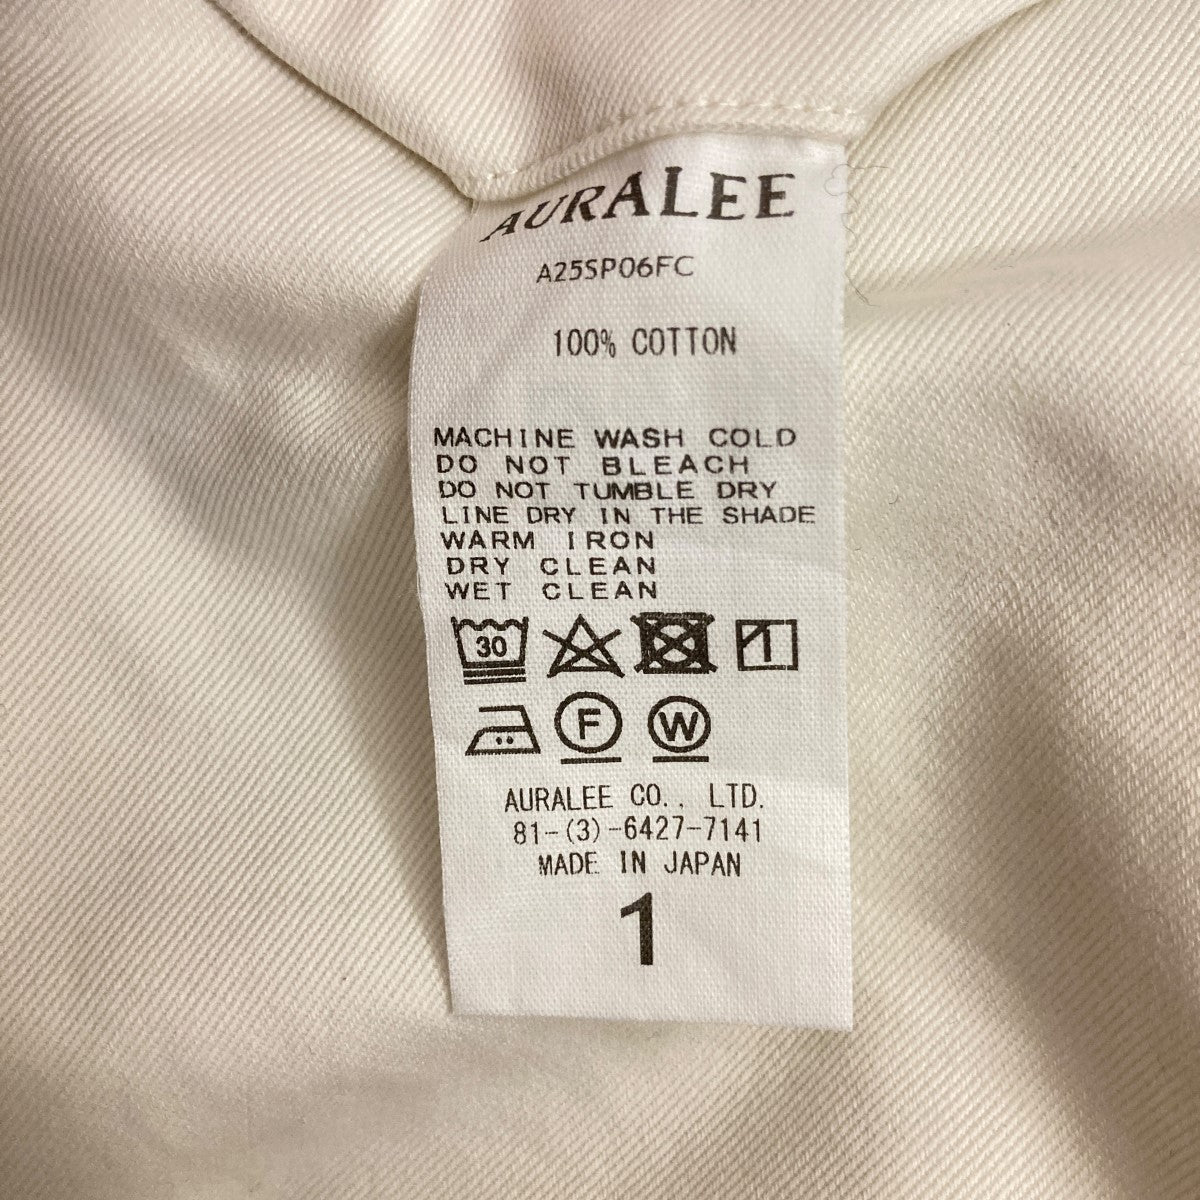 AURALEE
A25SP06FC
100% COTTON
MACHINE WASH COLD
DO NOT BLEACH
DO NOT TUMBLE DRY
LINE DRY IN THE SHADE
WARM IRON
DRY CLEAN
WET CLEAN
30
F W
AURALEE CO., LTD.
81-(3)-6427-7141
MADE IN JAPAN
1